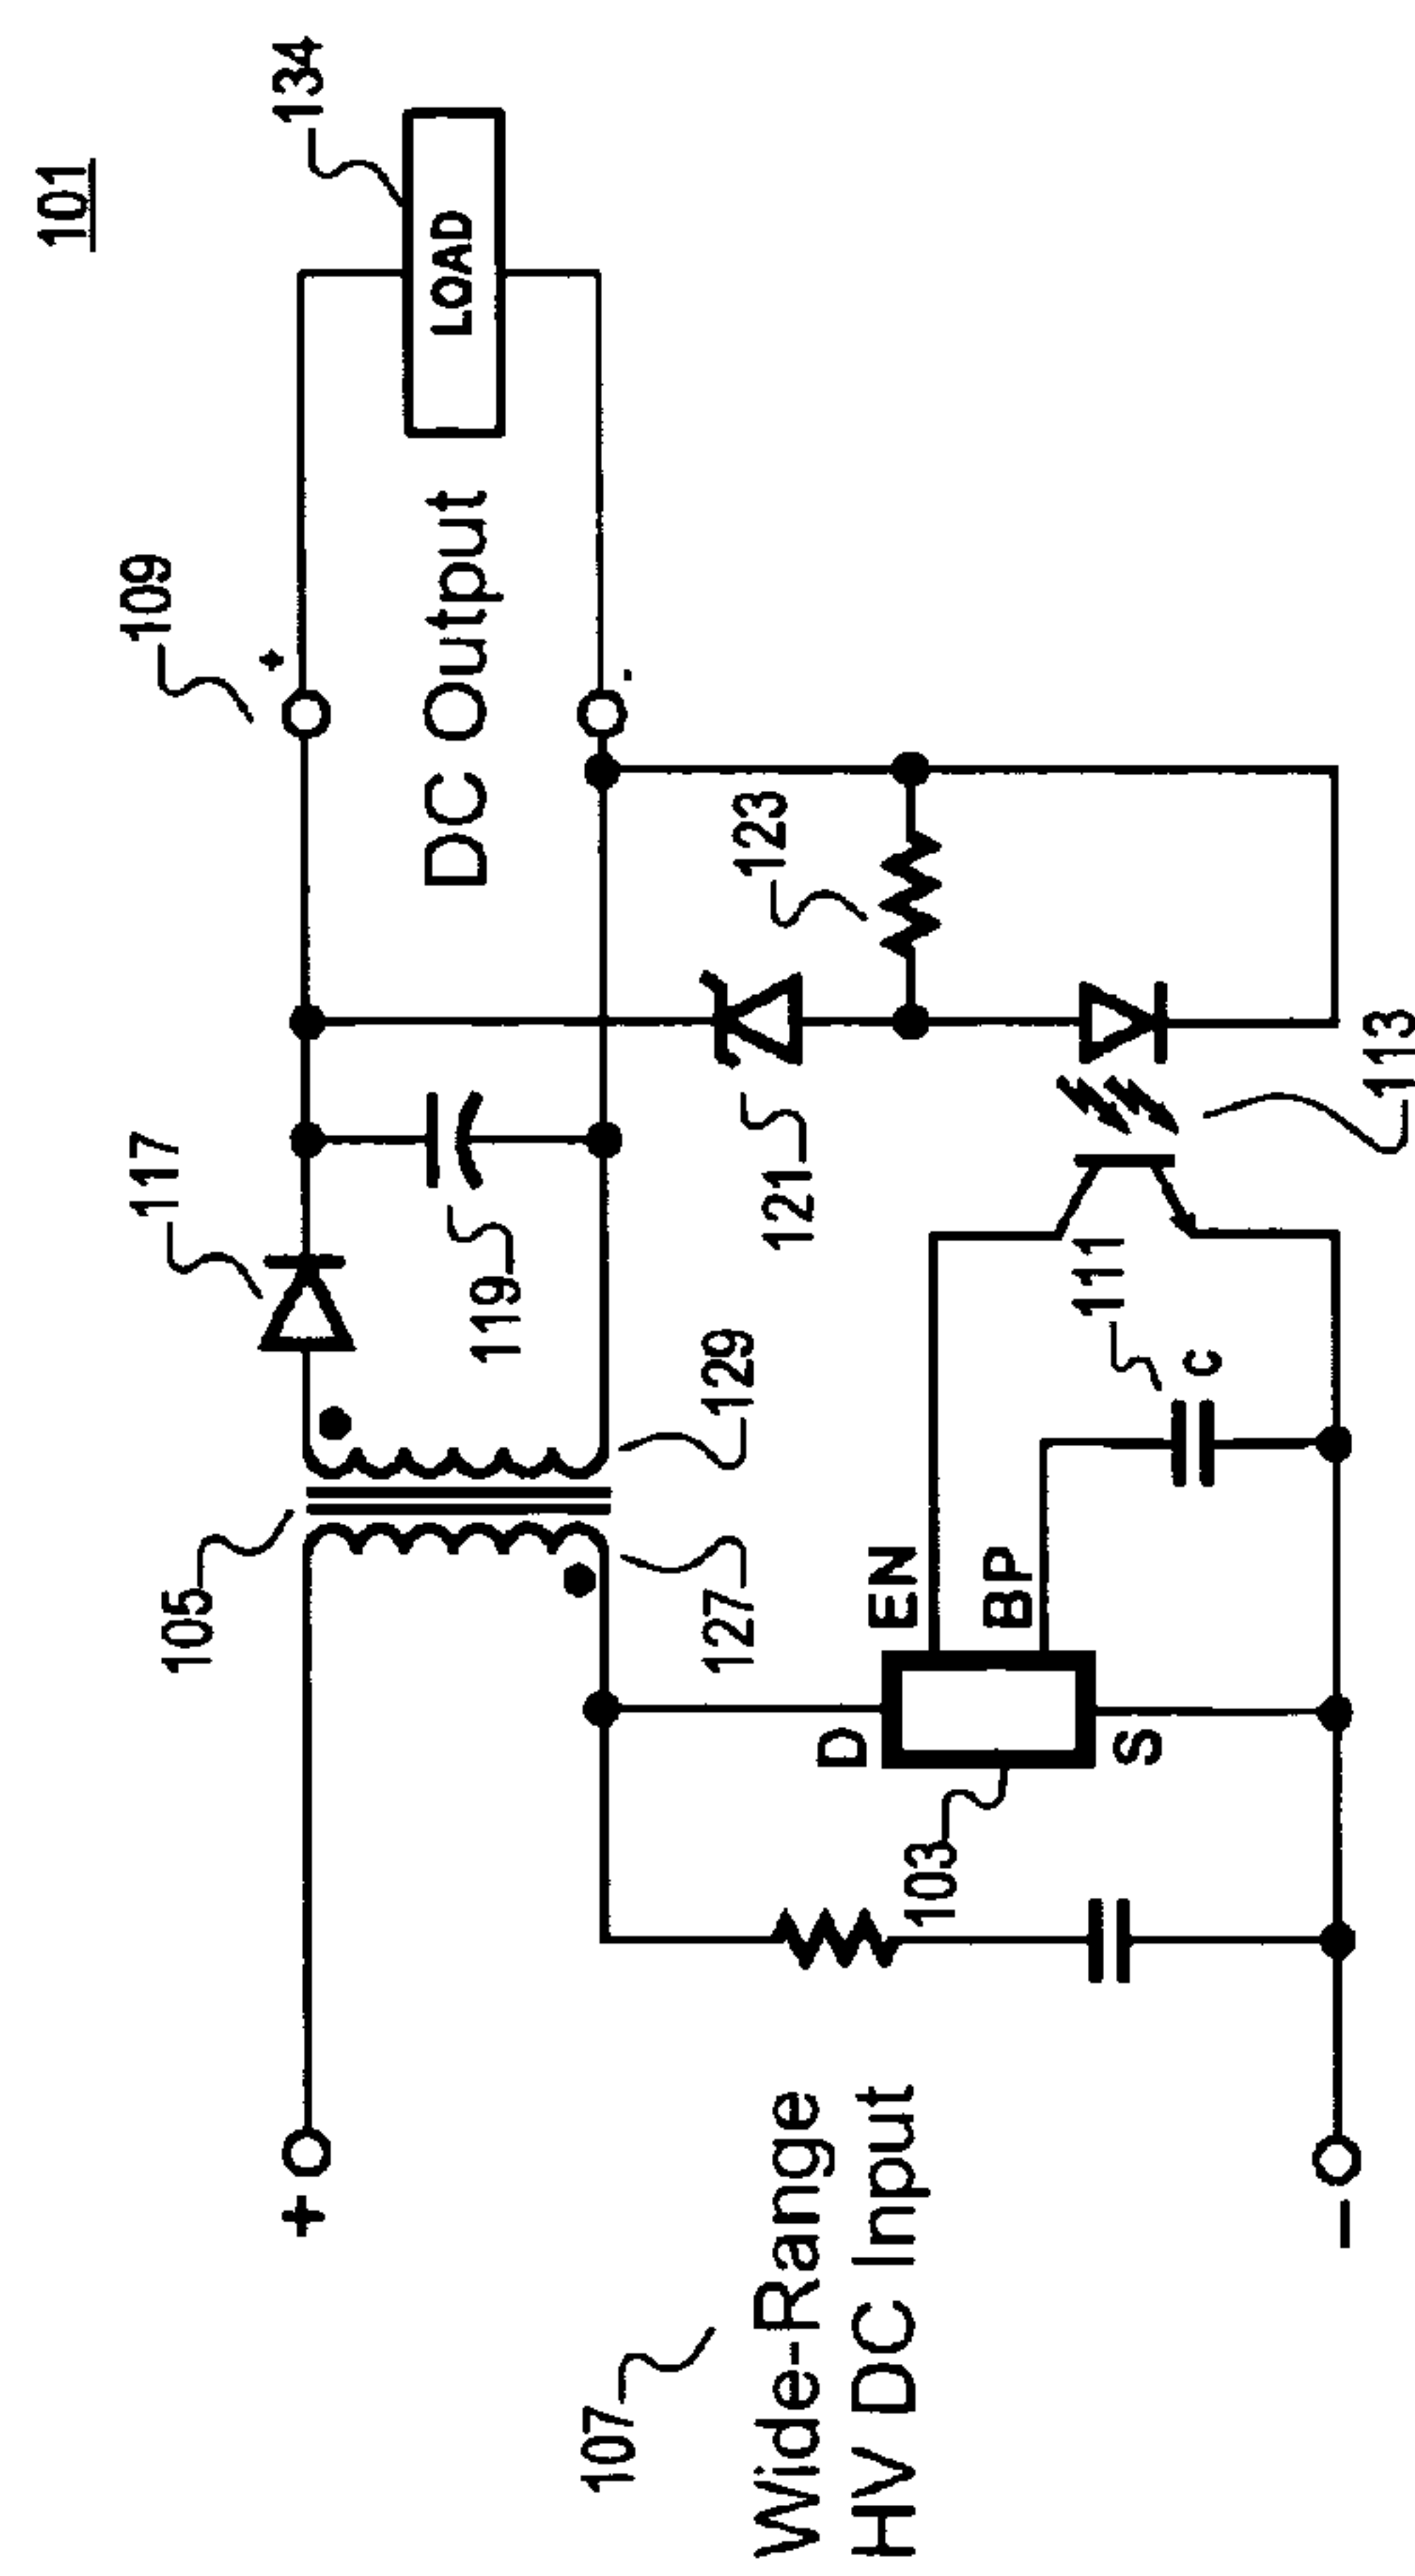 101
109
134
117
+
105
LOAD
119
DC Output
+
-
129
123
127
121
107
Wide-Range
HV DC Input
D
EN
103
BP
111
C
S
113
−